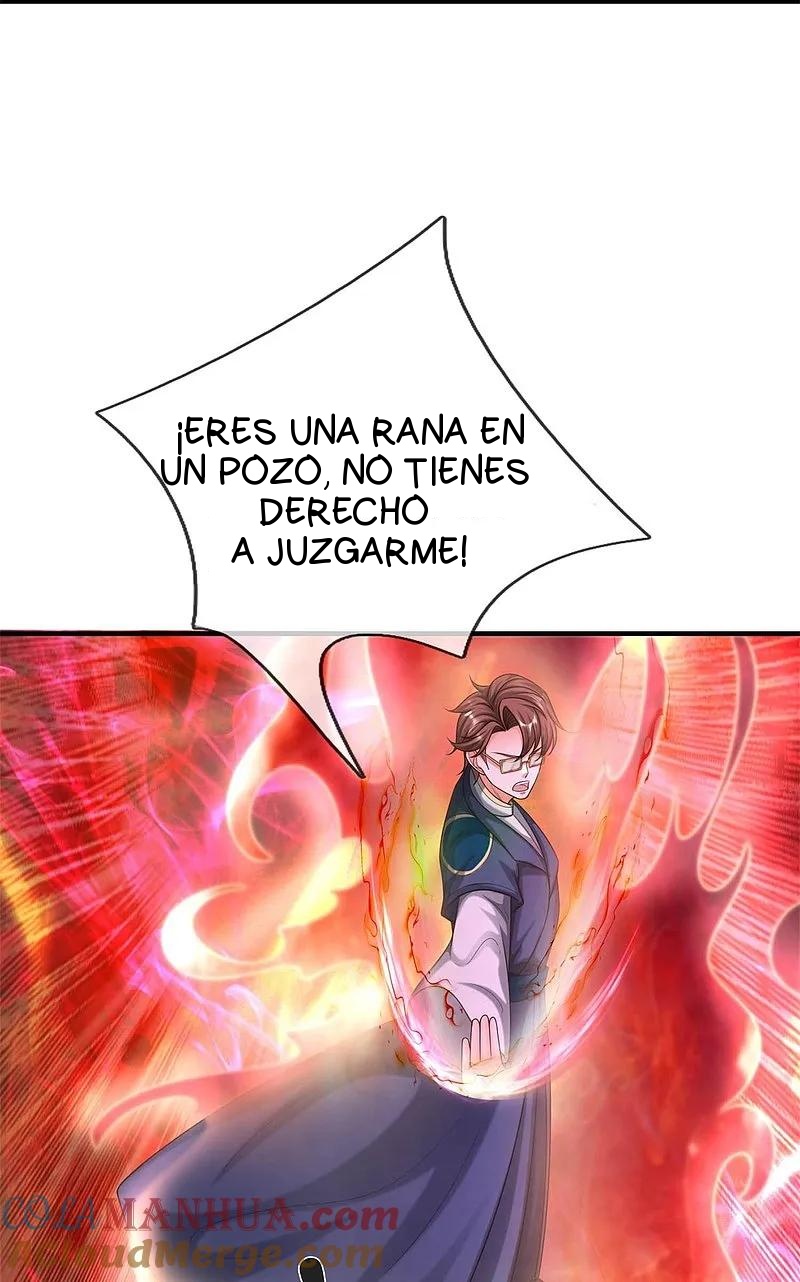 ¡ERES UNA RANA EN
UN POZO, NO TIENES
DERECHO
A JUZGARME!
COLAMANHUA.com
AcloudMerge.com